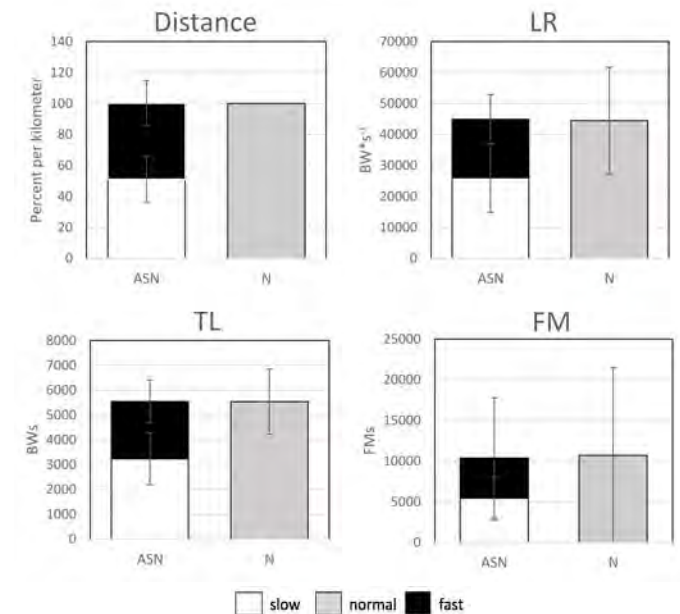 Distance
Percent per kilometer
140
120
100
80
60
40
20
0
ASN N
LR
BW*s⁻¹
70000
60000
50000
40000
30000
20000
10000
0
ASN N
TL
BWs
8000
7000
6000
5000
4000
3000
2000
1000
0
ASN N
FM
FMs
25000
20000
15000
10000
5000
0
ASN N
slow normal fast